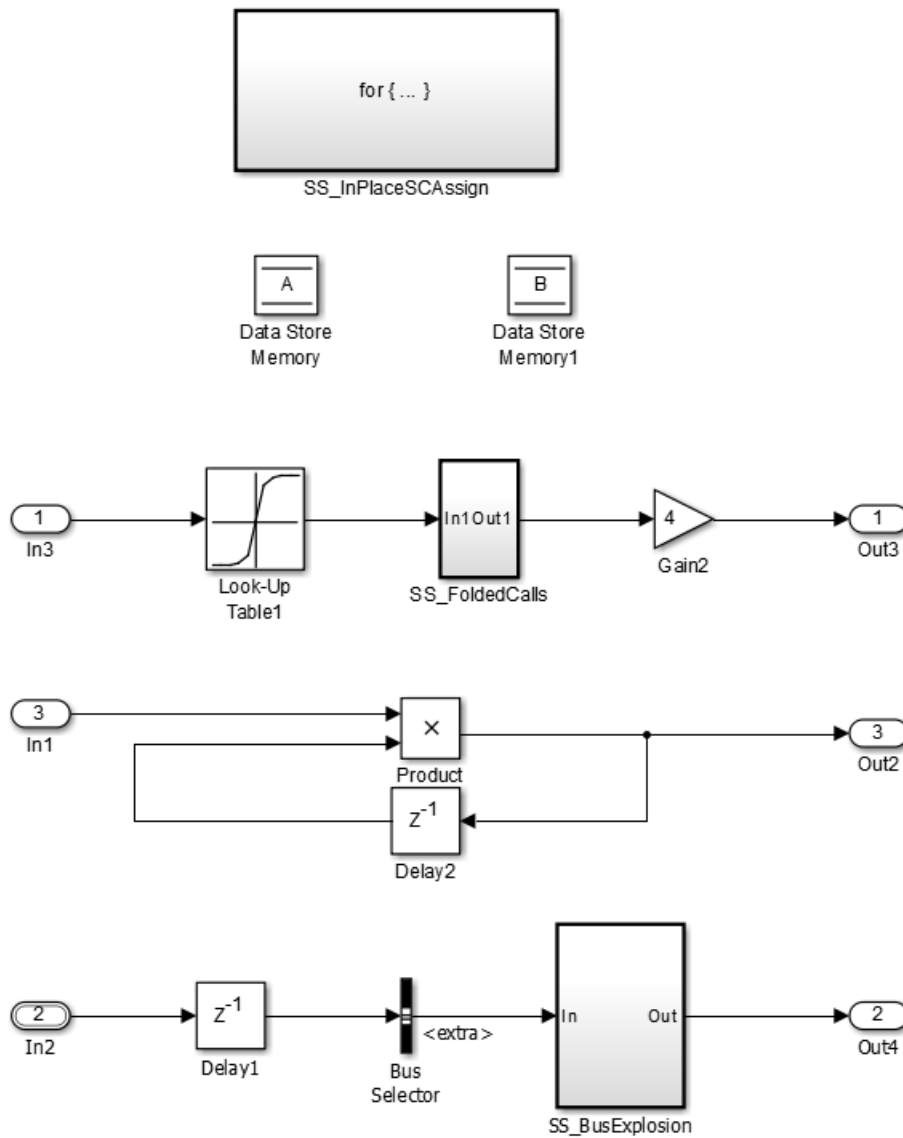 for { ... }
SS_InPlaceSCAssign
A
B
Data Store
Memory
Data Store
Memory1
1
In3
Look-Up
Table1
In1 Out1
SS_FoldedCalls
4
Gain2
1
Out3
3
In1
×
Product
3
Out2
Z⁻¹
Delay2
2
In2
Z⁻¹
Delay1
<extra>
Bus
Selector
In Out
SS_BusExplosion
2
Out4